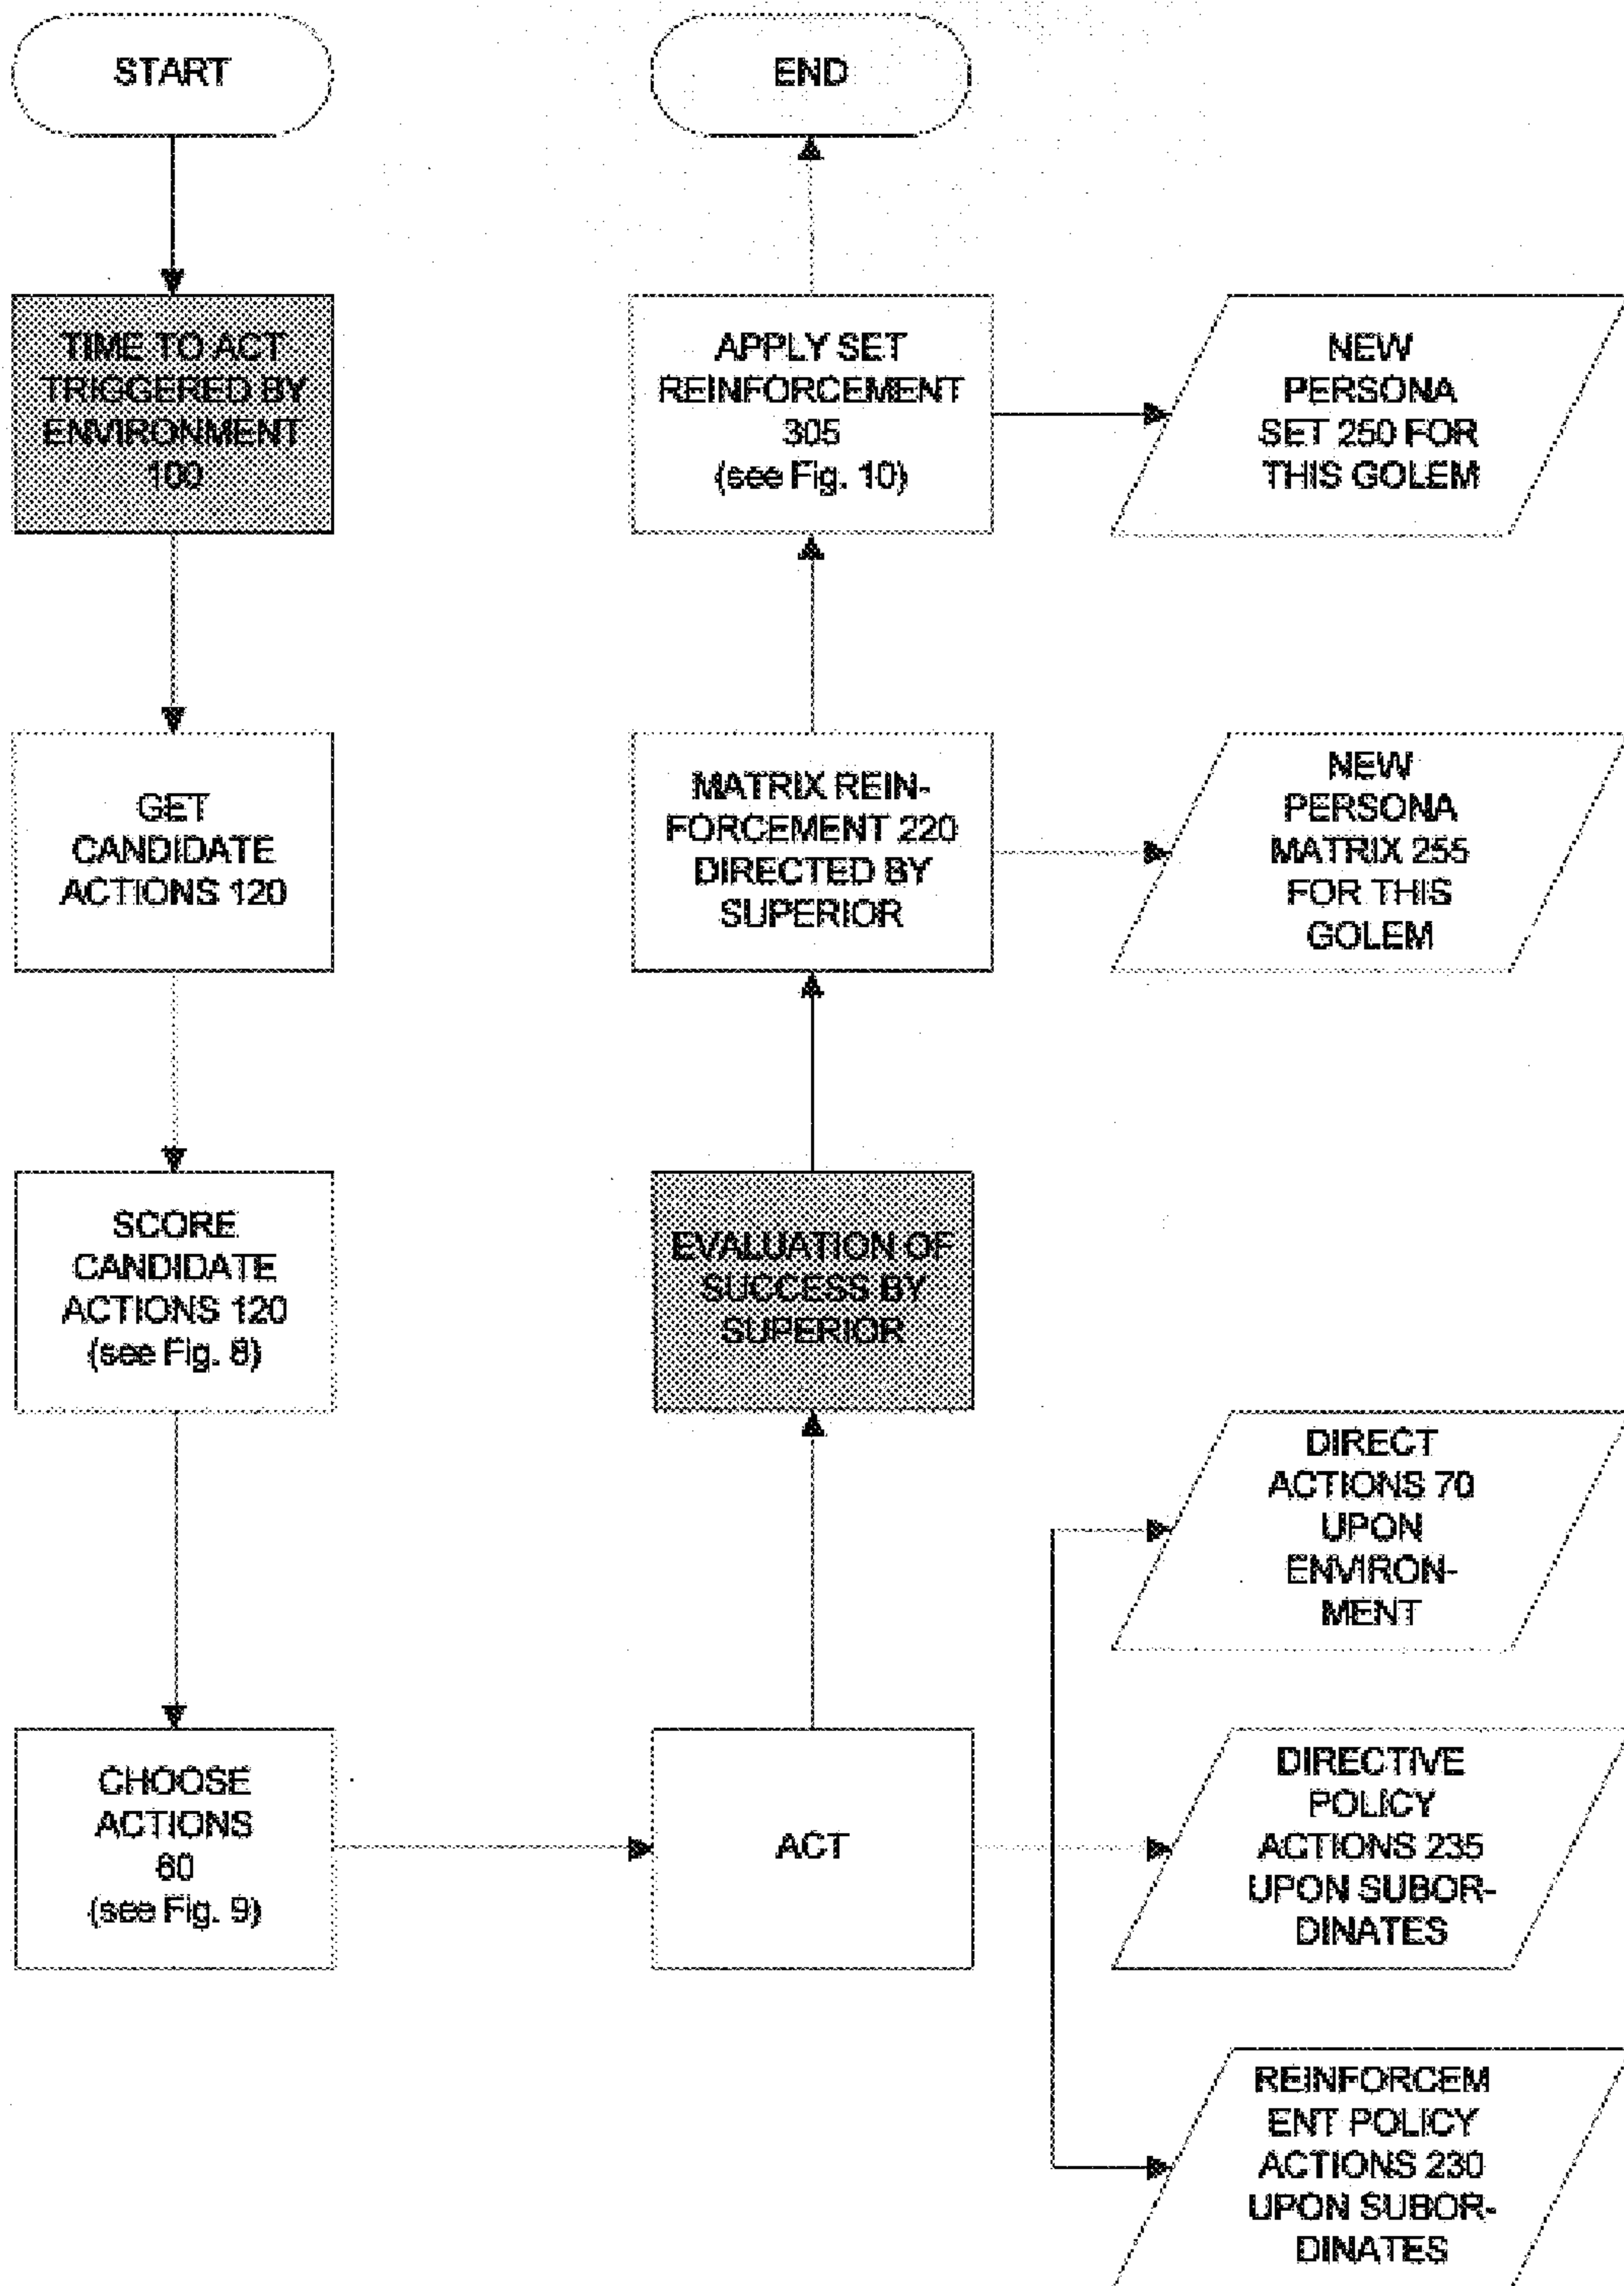 START
TIME TO ACT
TRIGGERED BY
ENVIRONMENT
100
GET
CANDIDATE
ACTIONS 120
SCORE
CANDIDATE
ACTIONS 120
(see Fig. 8)
CHOOSE
ACTIONS
60
(see Fig. 9)
END
APPLY SET
REINFORCEMENT
305
(see Fig. 10)
MATRIX REIN-
FORCEMENT 220
DIRECTED BY
SUPERIOR
EVALUATION OF
SUCCESS BY
SUPERIOR
ACT
NEW
PERSONA
SET 250 FOR
THIS GOLEM
NEW
PERSONA
MATRIX 255
FOR THIS
GOLEM
DIRECT
ACTIONS 70
UPON
ENVIRON-
MENT
DIRECTIVE
POLICY
ACTIONS 235
UPON SUBOR-
DINATES
REINFORCEM
ENT POLICY
ACTIONS 230
UPON SUBOR-
DINATES